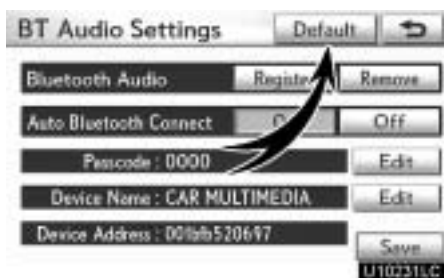 BT Audio Settings Default
Bluetooth Audio Register Remove
Auto Bluetooth Connect Off
Passcode : 0000 Edit
Device Name : CAR MULTIMEDIA Edit
Device Address :
Save
U10231LC